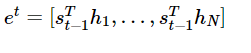 e^t = [s_{t-1}^T h_1, \ldots, s_{t-1}^T h_N]